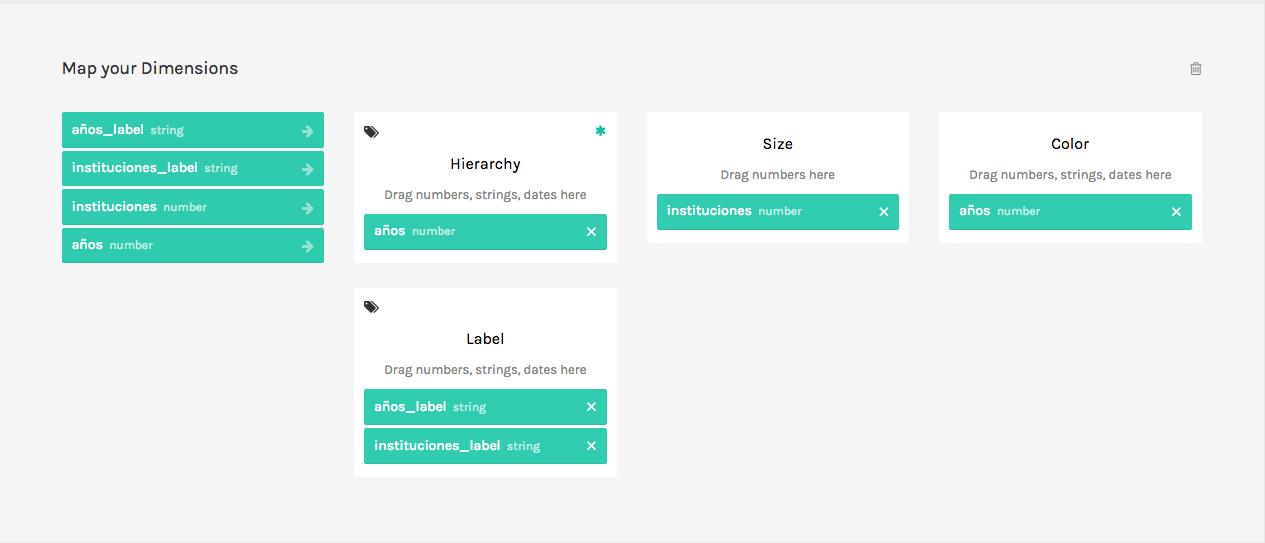 Map your Dimensions
años_label string
instituciones_label string
instituciones number
años number
Hierarchy
Drag numbers, strings, dates here
años number
Label
Drag numbers, strings, dates here
años_label string
instituciones_label string
Size
Drag numbers here
instituciones number
Color
Drag numbers, strings, dates here
años number